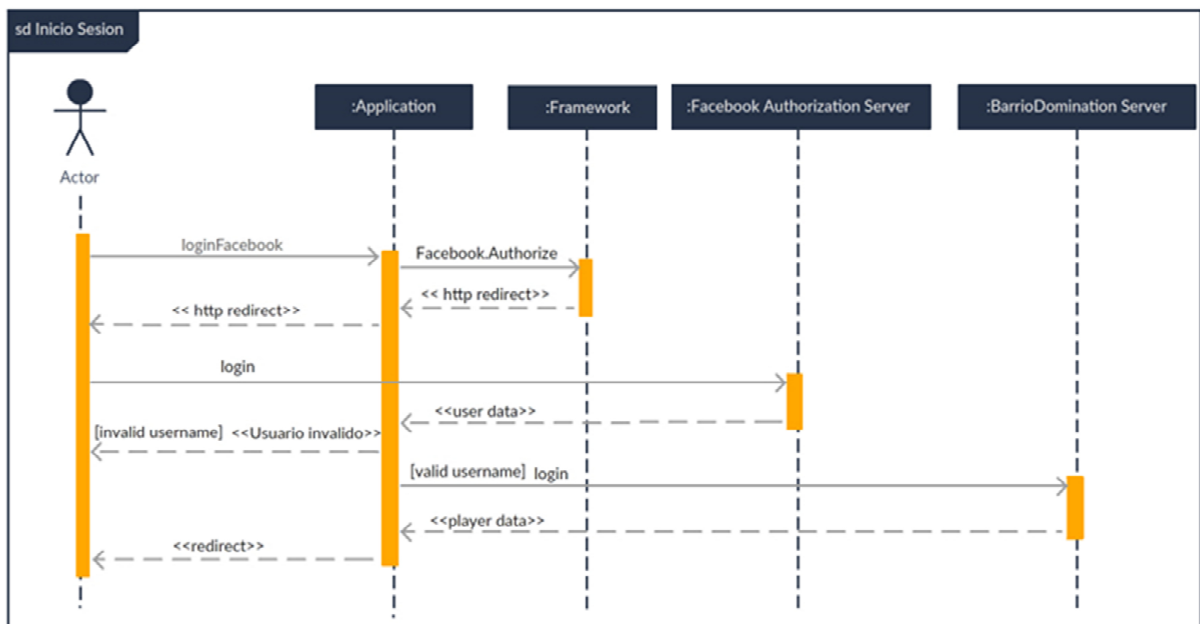 sd Inicio Sesion
:Application
:Framework
:Facebook Authorization Server
:BarrioDomination Server
Actor
loginFacebook
Facebook.Authorize
<< http redirect>>
<< http redirect>>
login
<<user data>>
[invalid username] <<Usuario invalido>>
[valid username] login
<<player data>>
<<redirect>>